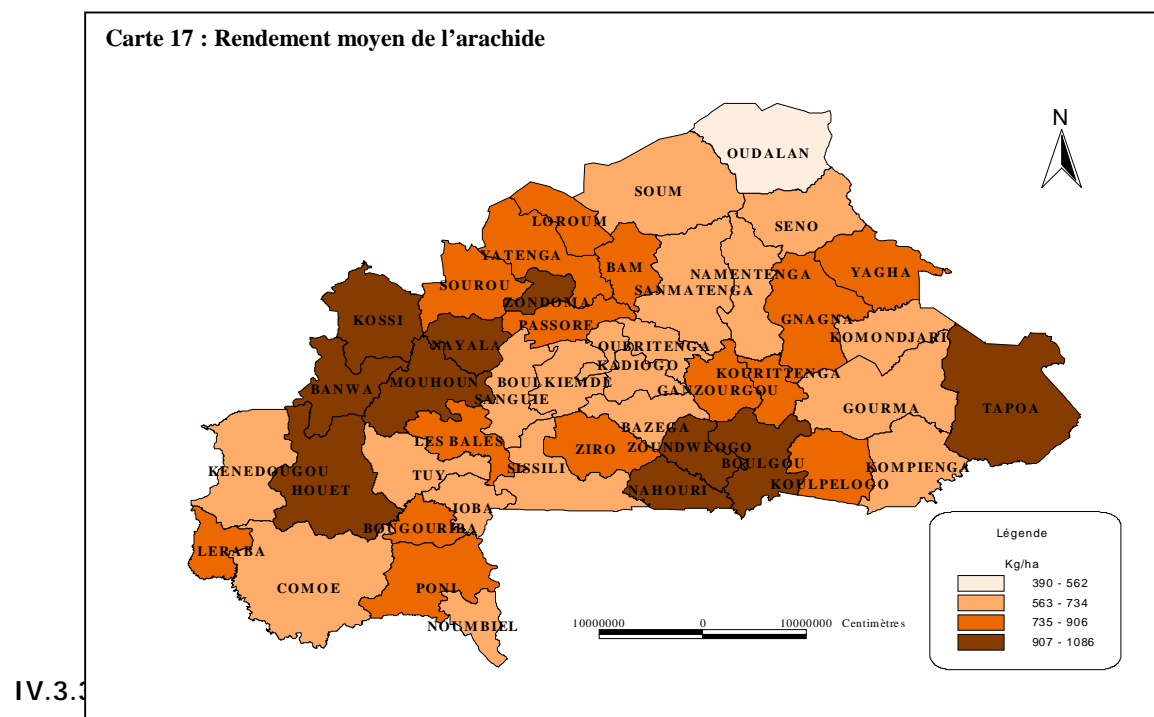 Carte 17 : Rendement moyen de l'arachide
N
OUDALAN
SOUM
SENO
LOROUM
YATENGA
BAM
NAMENTENGA
YAGHA
SOUROU
SANMATENGA
ZONDOMA
KOSSI
PASSORE
GNAGNA
KOMONDJARI
NAYALA
OUBRITENGA
KADIOGO
KOURITTENGA
BANWA
MOUHOUN
BOULKIEMDE
GANZOURGOU
SANGUIE
GOURMA
TAPOA
BAZEGA
LES BALES
ZIRO
ZOUNDWEOGO
KENEDOUGOU
TUY
SISSILI
BOULGOU
KOMPIENGA
HOUET
NAHOURI
KOULPELOGO
IOBA
BOUGOURIBA
LERABA
COMOE
PONI
NOUMBIEL
10000000 0 10000000 Centimètres
Légende
Kg/ha
390 - 562
563 - 734
735 - 906
907 - 1086
IV.3.3